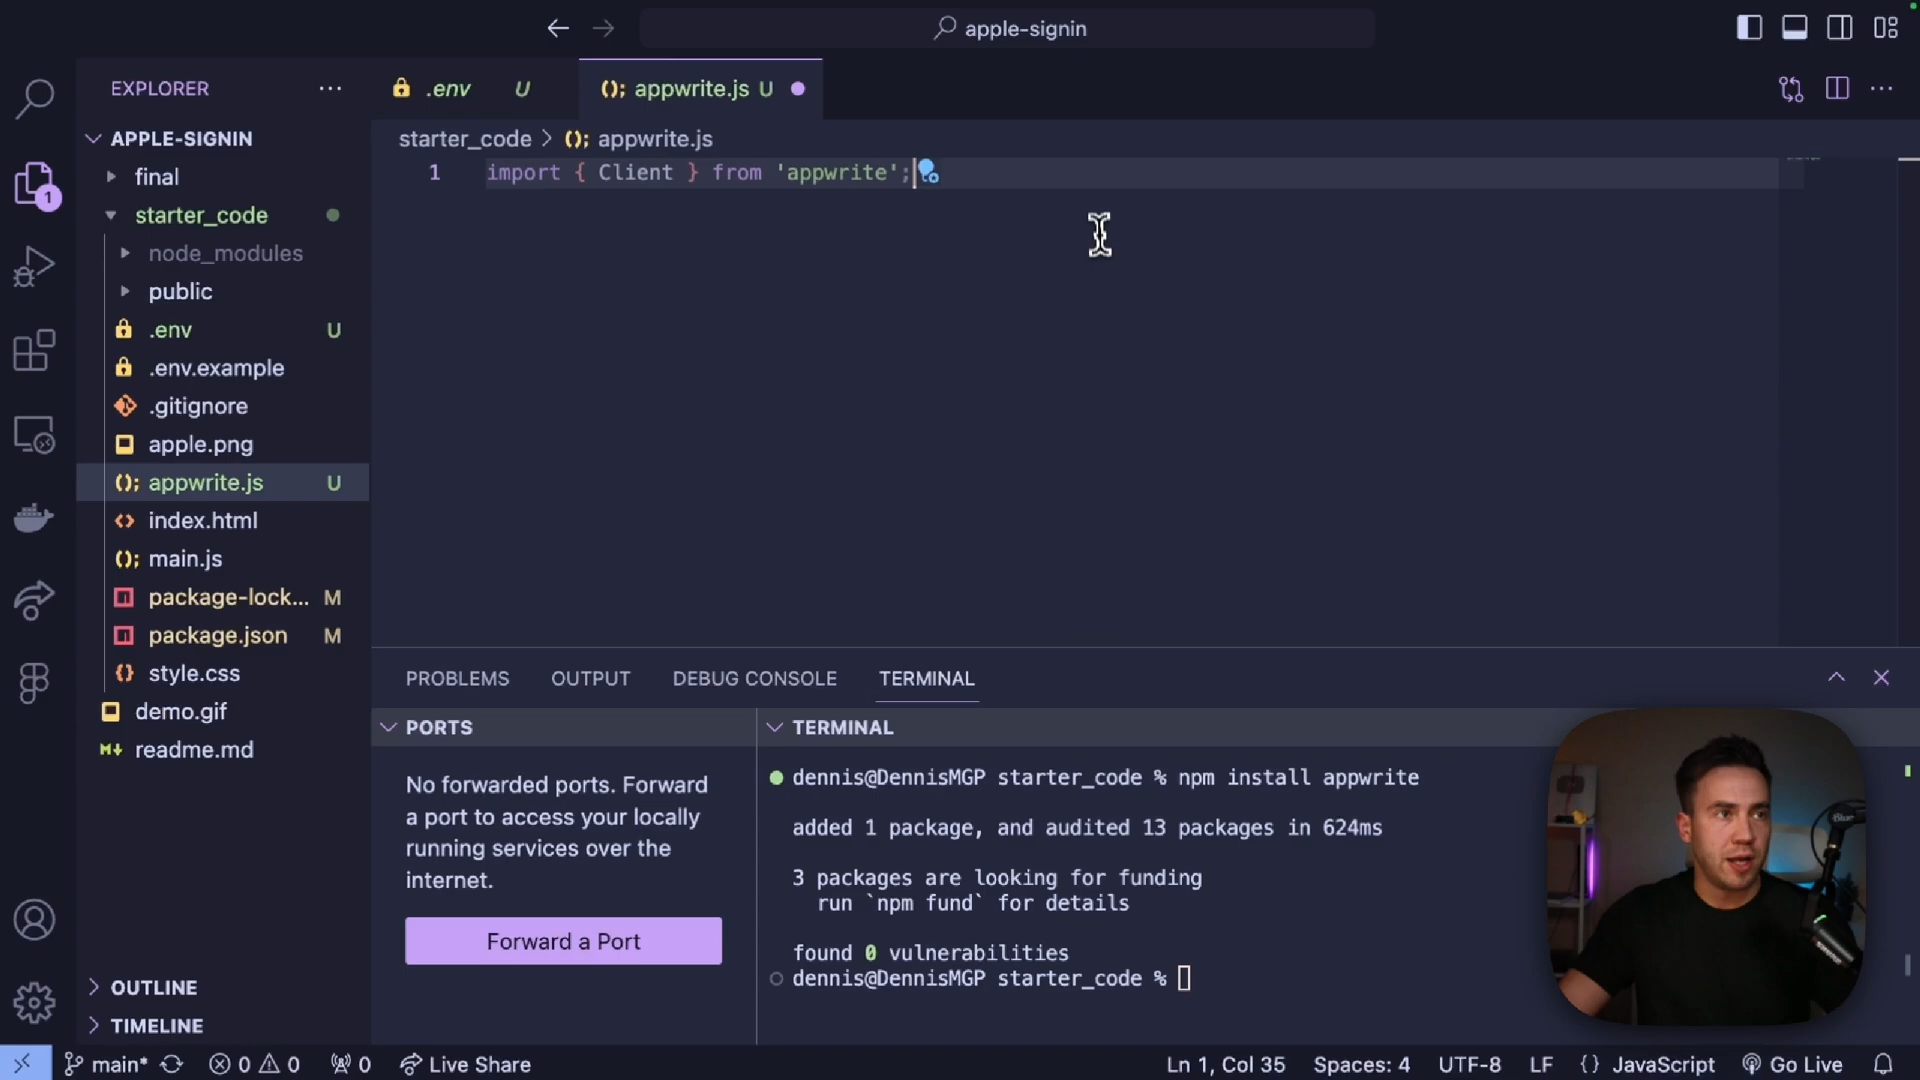 apple-signin
EXPLORER
APPLE-SIGNIN
final
starter_code
node_modules
public
.env U
.env.example
.gitignore
apple.png
appwrite.js U
index.html
main.js
package-lock... M
package.json M
style.css
demo.gif
readme.md
OUTLINE
TIMELINE
1
.env U
appwrite.js U
starter_code > appwrite.js
1 import { Client } from 'appwrite';
PROBLEMS OUTPUT DEBUG CONSOLE TERMINAL
PORTS
No forwarded ports. Forward
a port to access your locally
running services over the
internet.
Forward a Port
TERMINAL
dennis@DennisMGP starter_code % npm install appwrite
added 1 package, and audited 13 packages in 624ms
3 packages are looking for funding
run `npm fund` for details
found 0 vulnerabilities
dennis@DennisMGP starter_code %
main* 0 0 0 Live Share Ln 1, Col 35 Spaces: 4 UTF-8 LF {} JavaScript Go Live